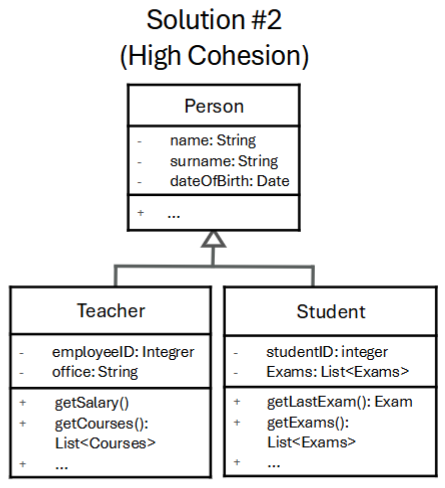 Solution #2
(High Cohesion)
Person
- name: String
- surname: String
- dateOfBirth: Date
+ ...
Teacher
- employeeID: Integrer
- office: String
+ getSalary()
+ getCourses():
List<Courses>
+ ...
Student
- studentID: integer
- Exams: List<Exams>
+ getLastExam(): Exam
+ getExams():
List<Exams>
+ ...